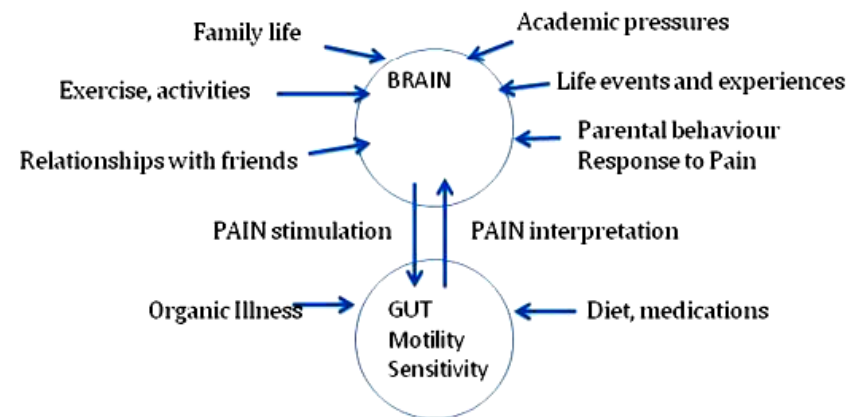 Family life
Academic pressures
BRAIN
Exercise, activities
Life events and experiences
Relationships with friends
Parental behaviour
Response to Pain
PAIN stimulation
PAIN interpretation
Organic Illness
GUT
Motility
Sensitivity
Diet, medications